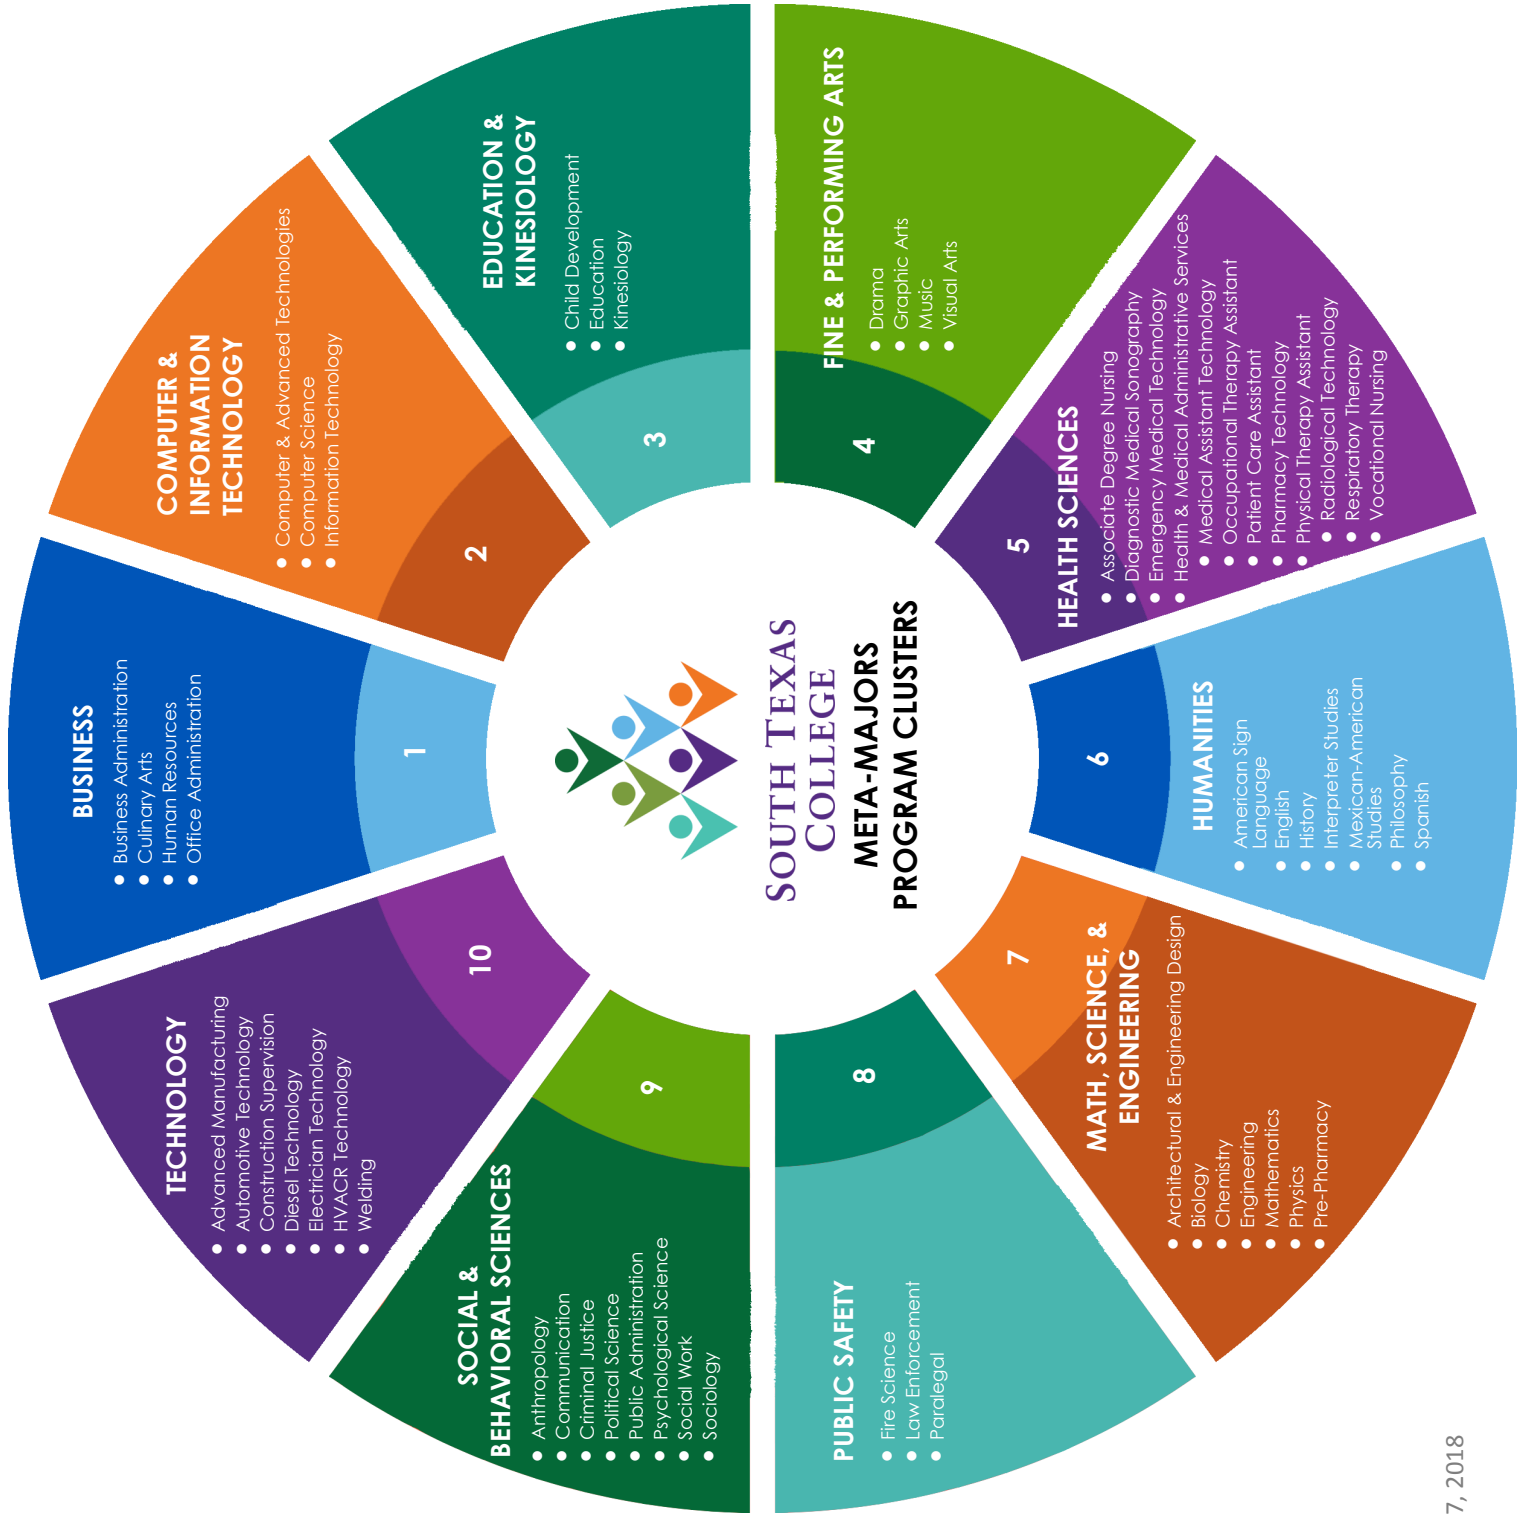 SOUTH TEXAS
COLLEGE
META-MAJORS
PROGRAM CLUSTERS
1
BUSINESS
• Business Administration
• Culinary Arts
• Human Resources
• Office Administration
2
COMPUTER &
INFORMATION
TECHNOLOGY
• Computer & Advanced Technologies
• Computer Science
• Information Technology
3
EDUCATION &
KINESIOLOGY
• Child Development
• Education
• Kinesiology
4
FINE & PERFORMING ARTS
• Drama
• Graphic Arts
• Music
• Visual Arts
5
HEALTH SCIENCES
• Associate Degree Nursing
• Diagnostic Medical Sonography
• Emergency Medical Technology
• Health & Medical Administrative Services
• Medical Assistant Technology
• Occupational Therapy Assistant
• Patient Care Assistant
• Pharmacy Technology
• Physical Therapy Assistant
• Radiological Technology
• Respiratory Therapy
• Vocational Nursing
6
HUMANITIES
• American Sign
Language
• English
• History
• Interpreter Studies
• Mexican-American
Studies
• Philosophy
• Spanish
7
MATH, SCIENCE, &
ENGINEERING
• Architectural & Engineering Design
• Biology
• Chemistry
• Engineering
• Mathematics
• Physics
• Pre-Pharmacy
8
PUBLIC SAFETY
• Fire Science
• Law Enforcement
• Paralegal
9
SOCIAL &
BEHAVIORAL SCIENCES
• Anthropology
• Communication
• Criminal Justice
• Political Science
• Public Administration
• Psychological Science
• Social Work
• Sociology
10
TECHNOLOGY
• Advanced Manufacturing
• Automotive Technology
• Construction Supervision
• Diesel Technology
• Electrician Technology
• HVACR Technology
• Welding
7, 2018